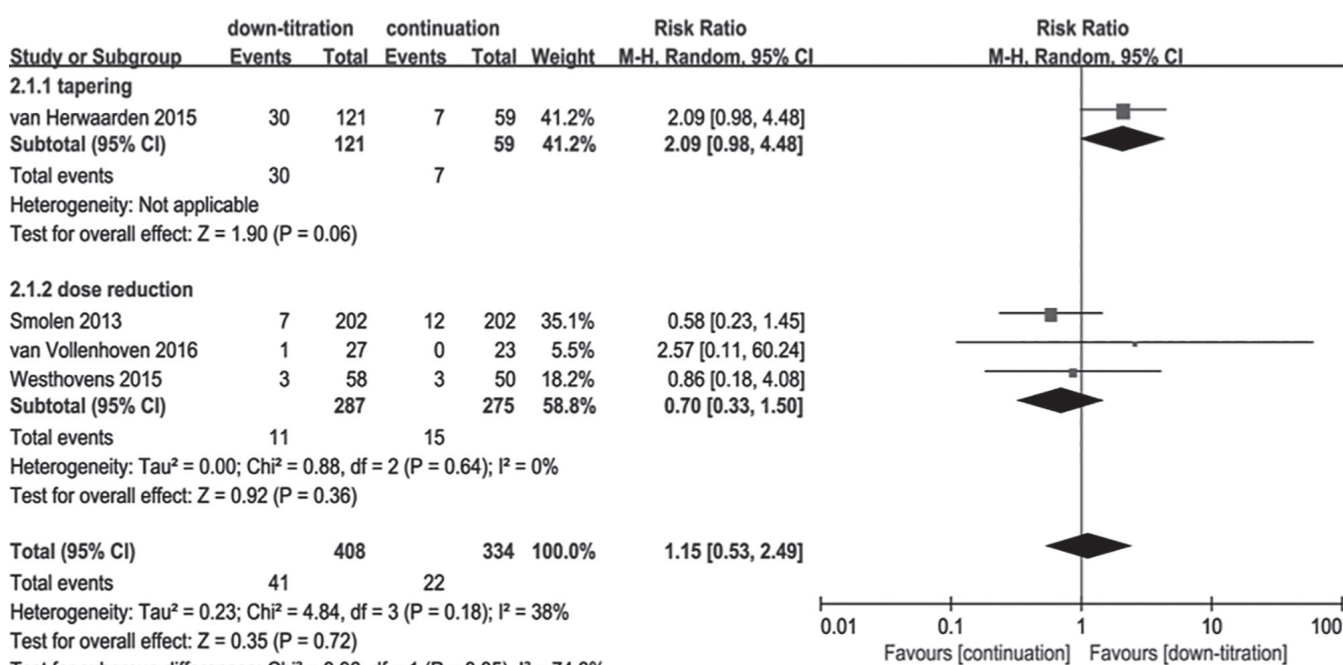 down-titration continuation Risk Ratio Risk Ratio
Study or Subgroup Events Total Events Total Weight M-H, Random, 95% CI M-H, Random, 95% CI
2.1.1 tapering
van Herwaarden 2015 30 121 7 59 41.2% 2.09 [0.98, 4.48]
Subtotal (95% CI) 121 59 41.2% 2.09 [0.98, 4.48]
Total events 30 7
Heterogeneity: Not applicable
Test for overall effect: Z = 1.90 (P = 0.06)
2.1.2 dose reduction
Smolen 2013 7 202 12 202 35.1% 0.58 [0.23, 1.45]
van Vollenhoven 2016 1 27 0 23 5.5% 2.57 [0.11, 60.24]
Westhovens 2015 3 58 3 50 18.2% 0.86 [0.18, 4.08]
Subtotal (95% CI) 287 275 58.8% 0.70 [0.33, 1.50]
Total events 11 15
Heterogeneity: Tau² = 0.00; Chi² = 0.88, df = 2 (P = 0.64); I² = 0%
Test for overall effect: Z = 0.92 (P = 0.36)
Total (95% CI) 408 334 100.0% 1.15 [0.53, 2.49]
Total events 41 22
Heterogeneity: Tau² = 0.23; Chi² = 4.84, df = 3 (P = 0.18); I² = 38%
Test for overall effect: Z = 0.35 (P = 0.72)
0.01 0.1 1 10 100
Favours [continuation] Favours [down-titration]